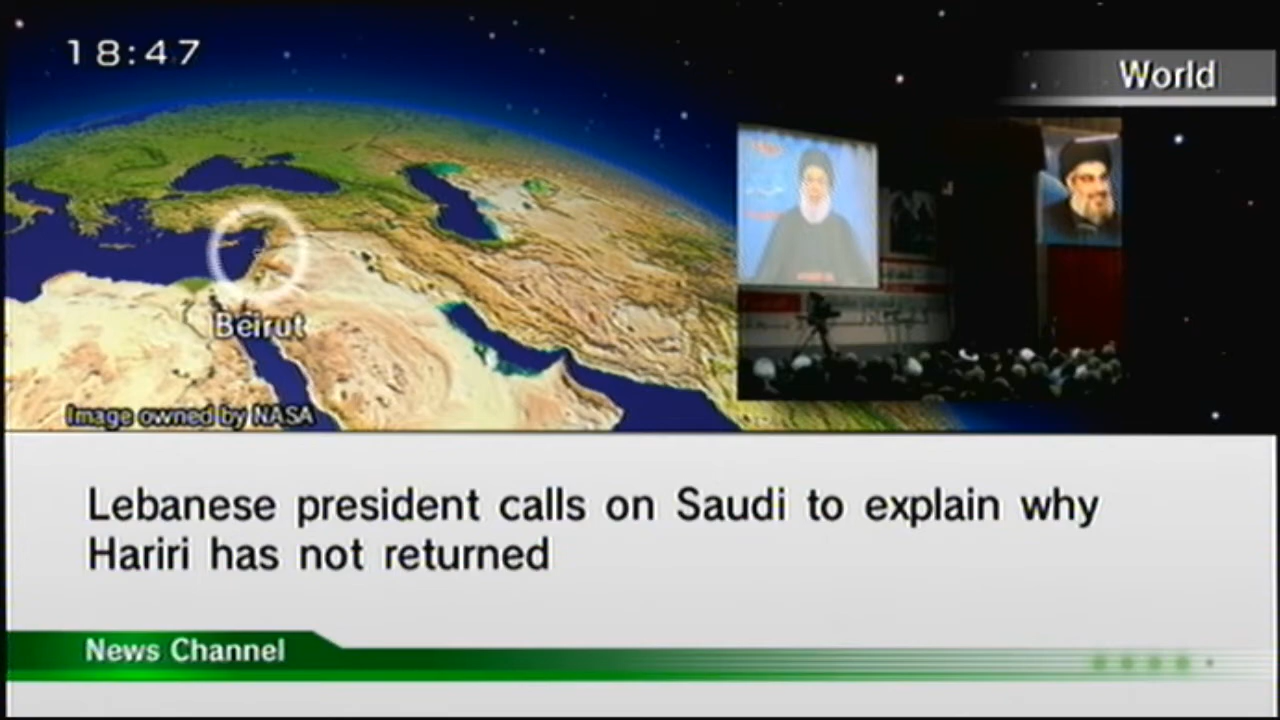 18:47
World
Beirut
Image owned by NASA
Lebanese president calls on Saudi to explain why
Hariri has not returned
News Channel